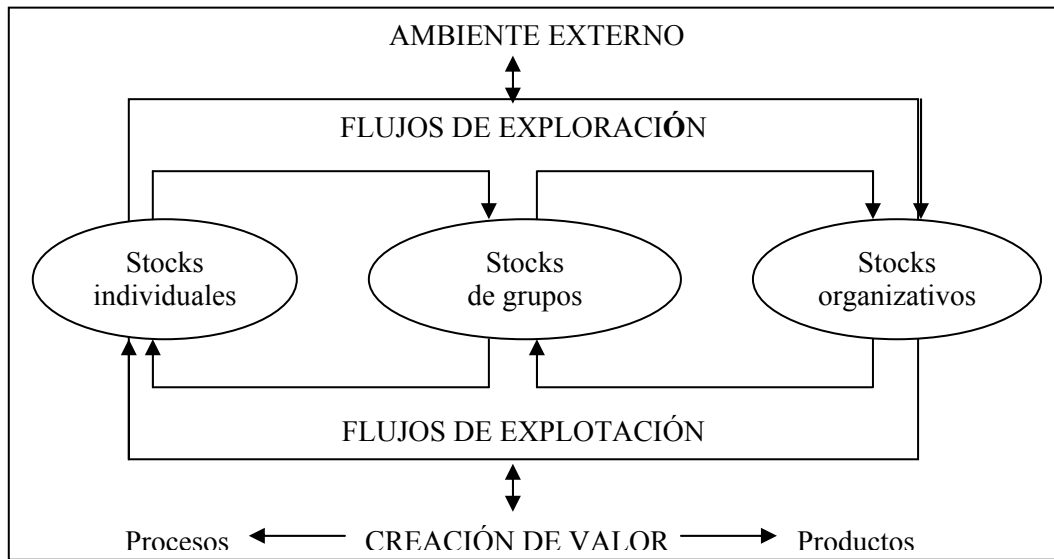 AMBIENTE EXTERNO
FLUJOS DE EXPLORACIÓN
Stocks
individuales
Stocks
de grupos
Stocks
organizativos
FLUJOS DE EXPLOTACIÓN
Procesos CREACIÓN DE VALOR Productos